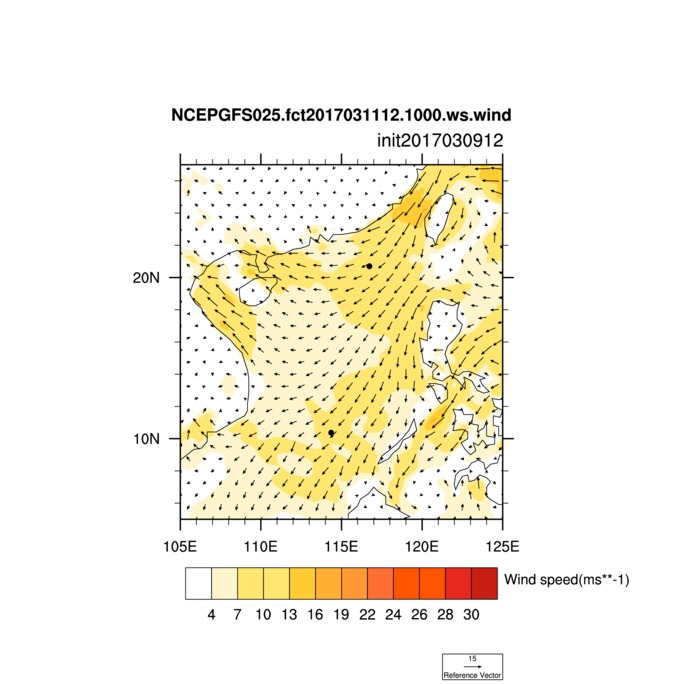 NCEPGFS025.fct2017031112.1000.ws.wind
init2017030912
20N
10N
105E 110E 115E 120E 125E
Wind speed(ms**-1)
4 7 10 13 16 19 22 24 26 28 30
15
Reference Vector